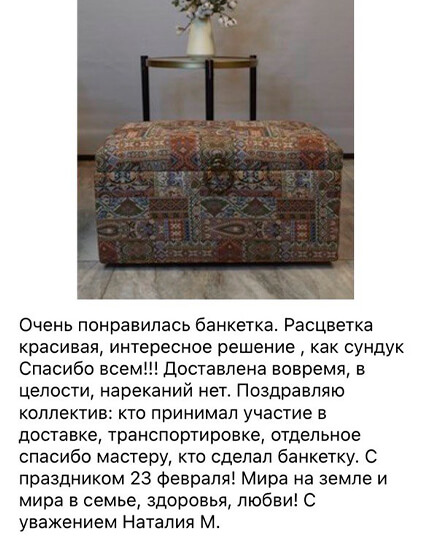 Очень понравилась банкетка. Расцветка
красивая, интересное решение , как сундук
Спасибо всем!!! Доставлена вовремя, в
целости, нареканий нет. Поздравляю
коллектив: кто принимал участие в
доставке, транспортировке, отдельное
спасибо мастеру, кто сделал банкетку. С
праздником 23 февраля! Мира на земле и
мира в семье, здоровья, любви! С
уважением Наталия М.